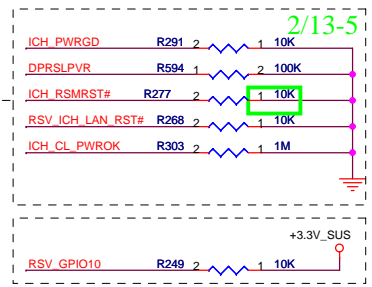 2/13-5
ICH_PWRGD R291 2 1 10K
DPRSLPVR R594 1 2 100K
ICH_RSMRST# R277 2 1 10K
RSV_ICH_LAN_RST# R268 2 1 10K
ICH_CL_PWROK R303 2 1 1M
+3.3V_SUS
RSV_GPIO10 R249 2 1 10K